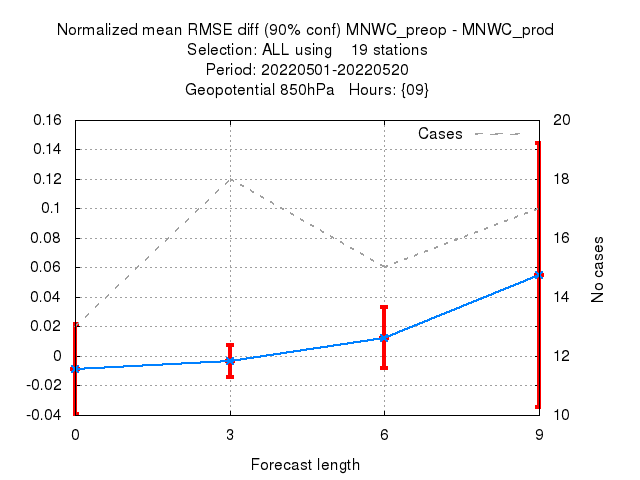 Normalized mean RMSE diff (90% conf) MNWC_preop - MNWC_prod
Selection: ALL using    19 stations
Period: 20220501-20220520
Geopotential 850hPa   Hours: {09}
Cases
0.16
0.14
0.12
0.1
0.08
0.06
0.04
0.02
0
-0.02
-0.04
20
18
16
14
12
10
No cases
0 3 6 9
Forecast length